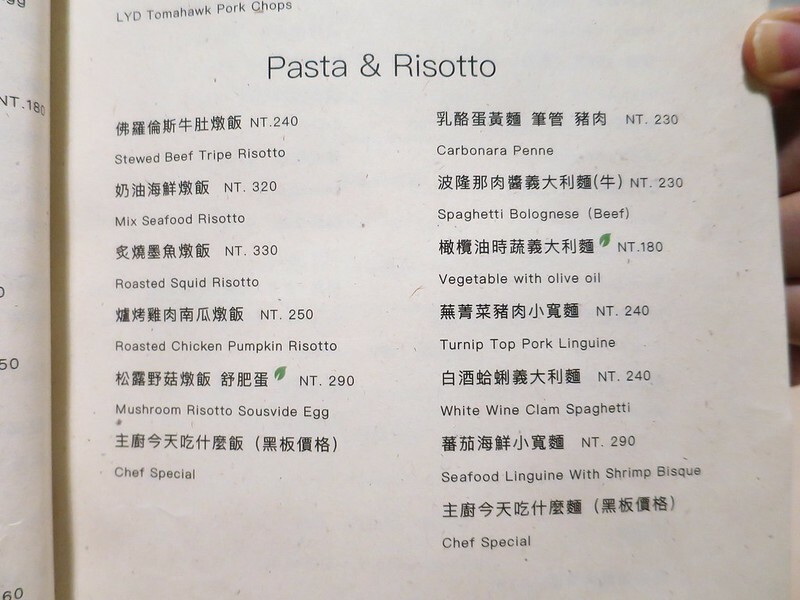 LYD Tomahawk Pork Chops
NT.180
50
60
Pasta & Risotto
佛羅倫斯牛肚燉飯 NT.240
Stewed Beef Tripe Risotto
奶油海鮮燉飯 NT. 320
Mix Seafood Risotto
炙燒墨魚燉飯 NT. 330
Roasted Squid Risotto
爐烤雞肉南瓜燉飯 NT. 250
Roasted Chicken Pumpkin Risotto
松露野菇燉飯 舒肥蛋 NT. 290
Mushroom Risotto Sousvide Egg
主廚今天吃什麼飯（黑板價格）
Chef Special
乳酪蛋黃麵 筆管 豬肉 NT. 230
Carbonara Penne
波隆那肉醬義大利麵(牛) NT. 230
Spaghetti Bolognese (Beef)
橄欖油時蔬義大利麵 NT.180
Vegetable with olive oil
蕪菁菜豬肉小寬麵 NT. 240
Turnip Top Pork Linguine
白酒蛤蜊義大利麵 NT. 240
White Wine Clam Spaghetti
蕃茄海鮮小寬麵 NT. 290
Seafood Linguine With Shrimp Bisque
主廚今天吃什麼麵（黑板價格）
Chef Special